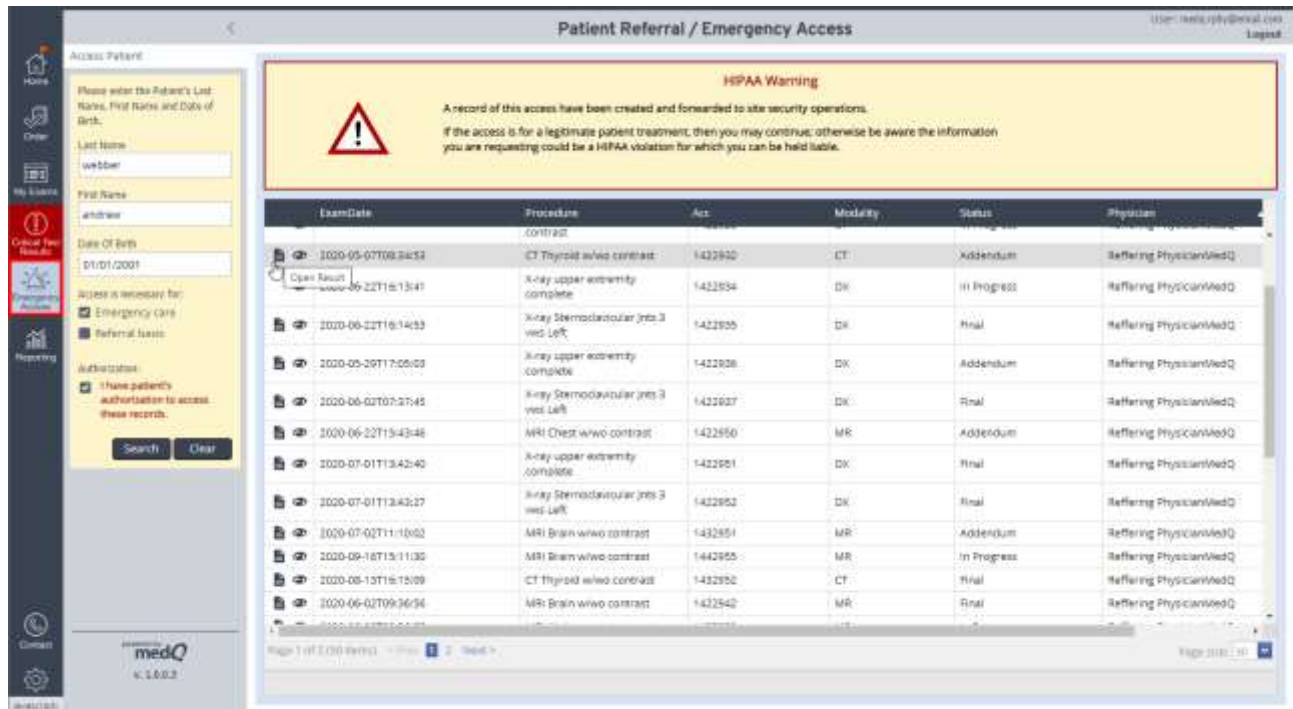 Patient Referral / Emergency Access
Logout
Home
Order
My Exams
Critical Test Results
Emergency Access
Reporting
Contact
Access Patient
Please enter the Patient's Last
Name, First Name and Date of
Birth.
Last Name
webber
First Name
andrew
Date Of Birth
01/01/2001
Access is necessary for:
Emergency care
Referral basis
Authorization:
I have patient's
authorization to access
these records.
Search Clear
medQ
HIPAA Warning
A record of this access have been created and forwarded to site security operations.
If the access is for a legitimate patient treatment, then you may continue; otherwise be aware the information
you are requesting could be a HIPAA violation for which you can be held liable.
ExamDate Procedure Acc Modality Status Physician
contrast
2020-05-07T08:34:53 CT Thyroid w/wo contrast 1422932 CT Addendum Reffering PhysicianMedQ
Open Result
X-ray upper extremity complete 1422934 DX In Progress Reffering PhysicianMedQ
2020-06-22T16:14:53 X-ray Sternoclavicular Jnts 3 vws Left 1422935 DX Final Reffering PhysicianMedQ
2020-05-29T17:05:03 X-ray upper extremity complete 1422936 DX Addendum Reffering PhysicianMedQ
2020-06-02T07:37:45 X-ray Sternoclavicular Jnts 3 vws Left 1422937 DX Final Reffering PhysicianMedQ
2020-06-22T15:43:46 MRI Chest w/wo contrast 1422950 MR Addendum Reffering PhysicianMedQ
2020-07-01T13:42:40 X-ray upper extremity complete 1422951 DX Final Reffering PhysicianMedQ
2020-07-01T13:43:27 X-ray Sternoclavicular Jnts 3 vws Left 1422952 DX Final Reffering PhysicianMedQ
2020-07-02T11:10:02 MRI Brain w/wo contrast 1432951 MR Addendum Reffering PhysicianMedQ
2020-09-16T15:11:30 MRI Brain w/wo contrast 1442955 MR In Progress Reffering PhysicianMedQ
2020-08-13T16:15:09 CT Thyroid w/wo contrast 1432952 CT Final Reffering PhysicianMedQ
2020-06-02T09:36:56 MRI Brain w/wo contrast 1422942 MR Final Reffering PhysicianMedQ
1 2 Next >